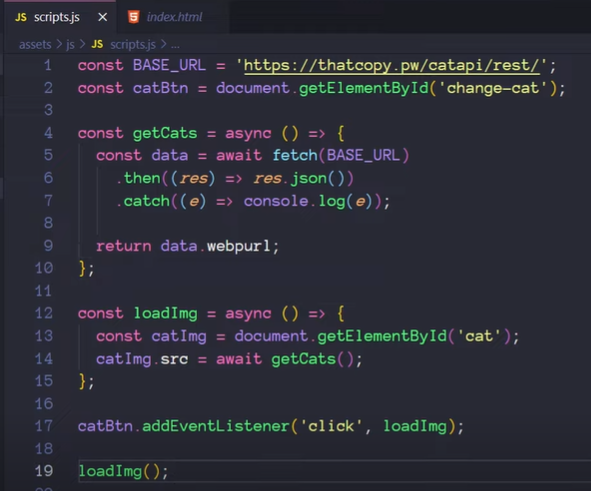 JS scripts.js × index.html
assets > js > JS scripts.js > ...
1 const BASE_URL = 'https://thatcopy.pw/catapi/rest/';
2 const catBtn = document.getElementById('change-cat');
3
4 const getCats = async () => {
5 const data = await fetch(BASE_URL)
6 .then((res) => res.json())
7 .catch((e) => console.log(e));
8
9 return data.webpurl;
10 };
11
12 const loadImg = async () => {
13 const catImg = document.getElementById('cat');
14 catImg.src = await getCats();
15 };
16
17 catBtn.addEventListener('click', loadImg);
18
19 loadImg();